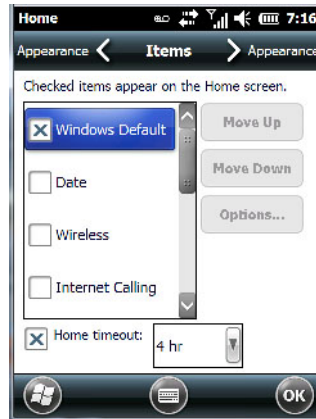 Home 7:16
Appearance Items Appearance
Checked items appear on the Home screen.
Windows Default
Date
Wireless
Internet Calling
Move Up
Move Down
Options...
Home timeout: 4 hr
OK